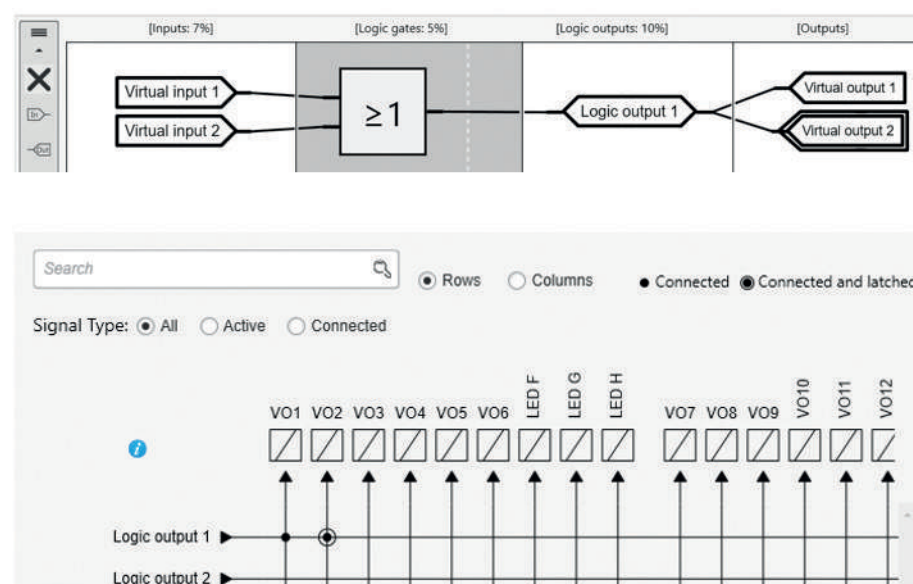 [Inputs: 7%] [Logic gates: 5%] [Logic outputs: 10%] [Outputs]
Virtual input 1
Virtual input 2
≥1
Logic output 1
Virtual output 1
Virtual output 2
In
Out
Search
Rows Columns Connected Connected and latched
Signal Type: All Active Connected
VO1 VO2 VO3 VO4 VO5 VO6 LED F LED G LED H VO7 VO8 VO9 VO10 VO11 VO12
i
Logic output 1
Logic output 2